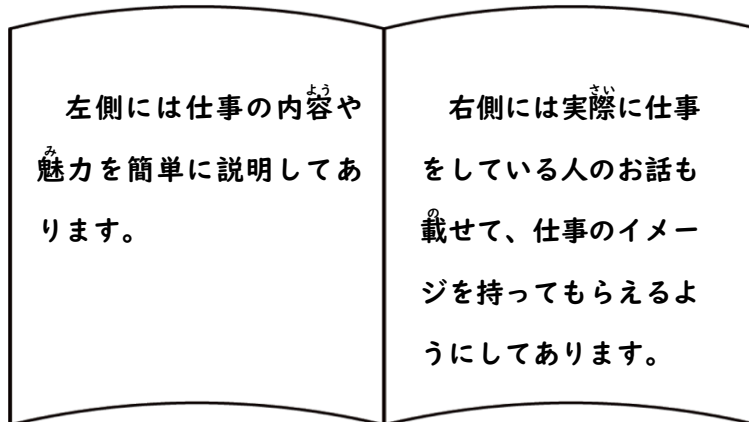 左側には仕事の内容や
魅力を簡単に説明してあ
ります。
右側には実際に仕事
をしている人のお話も
載せて、仕事のイメー
ジを持ってもらえるよ
うにしてあります。